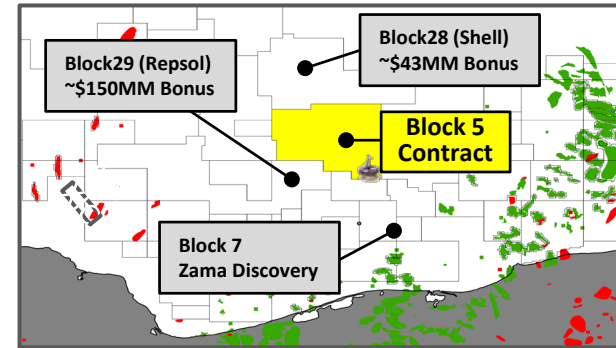 Block28 (Shell)
~$43MM Bonus
Block29 (Repsol)
~$150MM Bonus
Block 5
Contract
Block 7
Zama Discovery